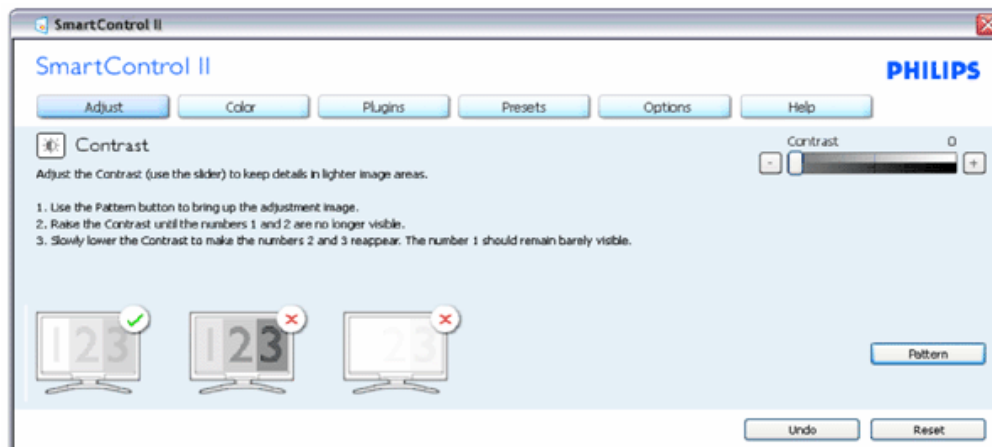 SmartControl II
SmartControl II
PHILIPS
Adjust Color Plugins Presets Options Help
Contrast
Contrast 0
- +
Adjust the Contrast (use the slider) to keep details in lighter image areas.
1. Use the Pattern button to bring up the adjustment image.
2. Raise the Contrast until the numbers 1 and 2 are no longer visible.
3. Slowly lower the Contrast to make the numbers 2 and 3 reappear. The number 1 should remain barely visible.
123 123 23
Pattern
Undo Reset